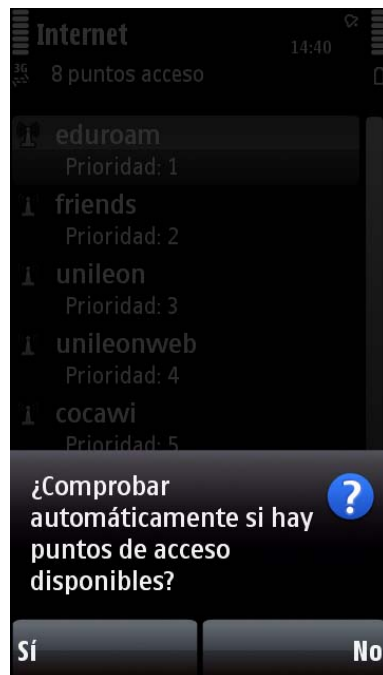 Internet
14:40
3G
8 puntos acceso
eduroam
Prioridad: 1
friends
Prioridad: 2
unileon
Prioridad: 3
unileonweb
Prioridad: 4
cocawi
Prioridad: 5
¿Comprobar
automáticamente si hay
puntos de acceso
disponibles?
?
Sí
No